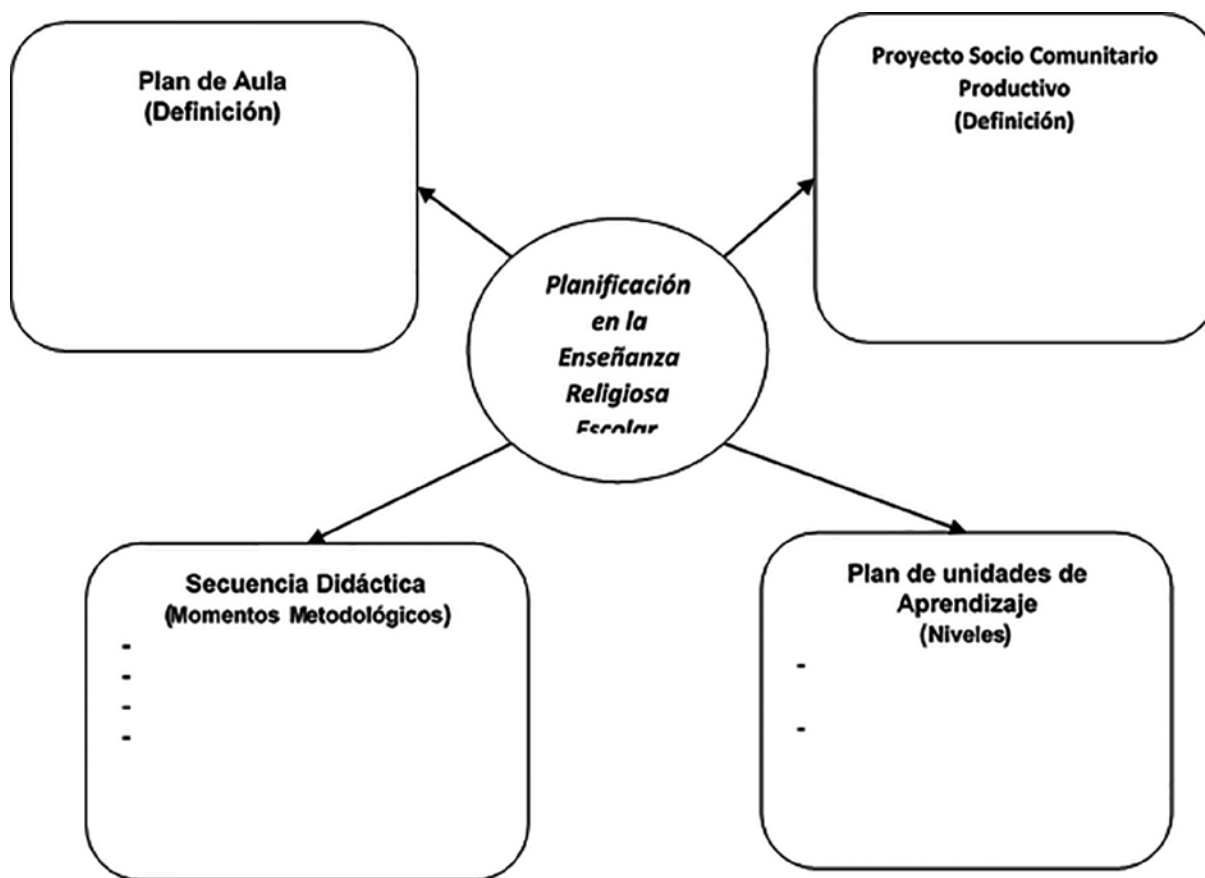 Plan de Aula
(Definición)
Proyecto Socio Comunitario
Productivo
(Definición)
Planificación
en la
Enseñanza
Religiosa
Escolar
Secuencia Didáctica
(Momentos Metodológicos)
-
-
-
-
Plan de unidades de
Aprendizaje
(Niveles)
-
-